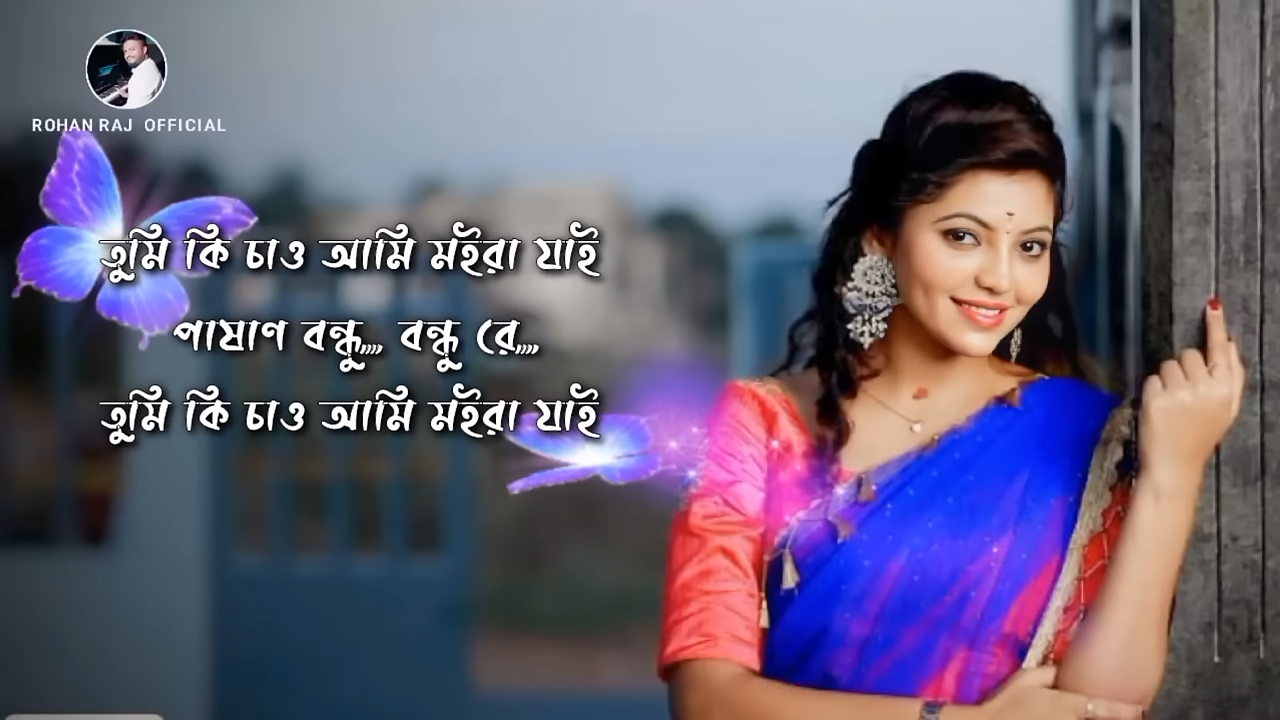 ROHAN RAJ OFFICIAL
তুমি কি চাও আমি মইরা যাই
পাষাণ বন্ধু,,,, বন্ধু রে,,,,
তুমি কি চাও আমি মইরা যাই